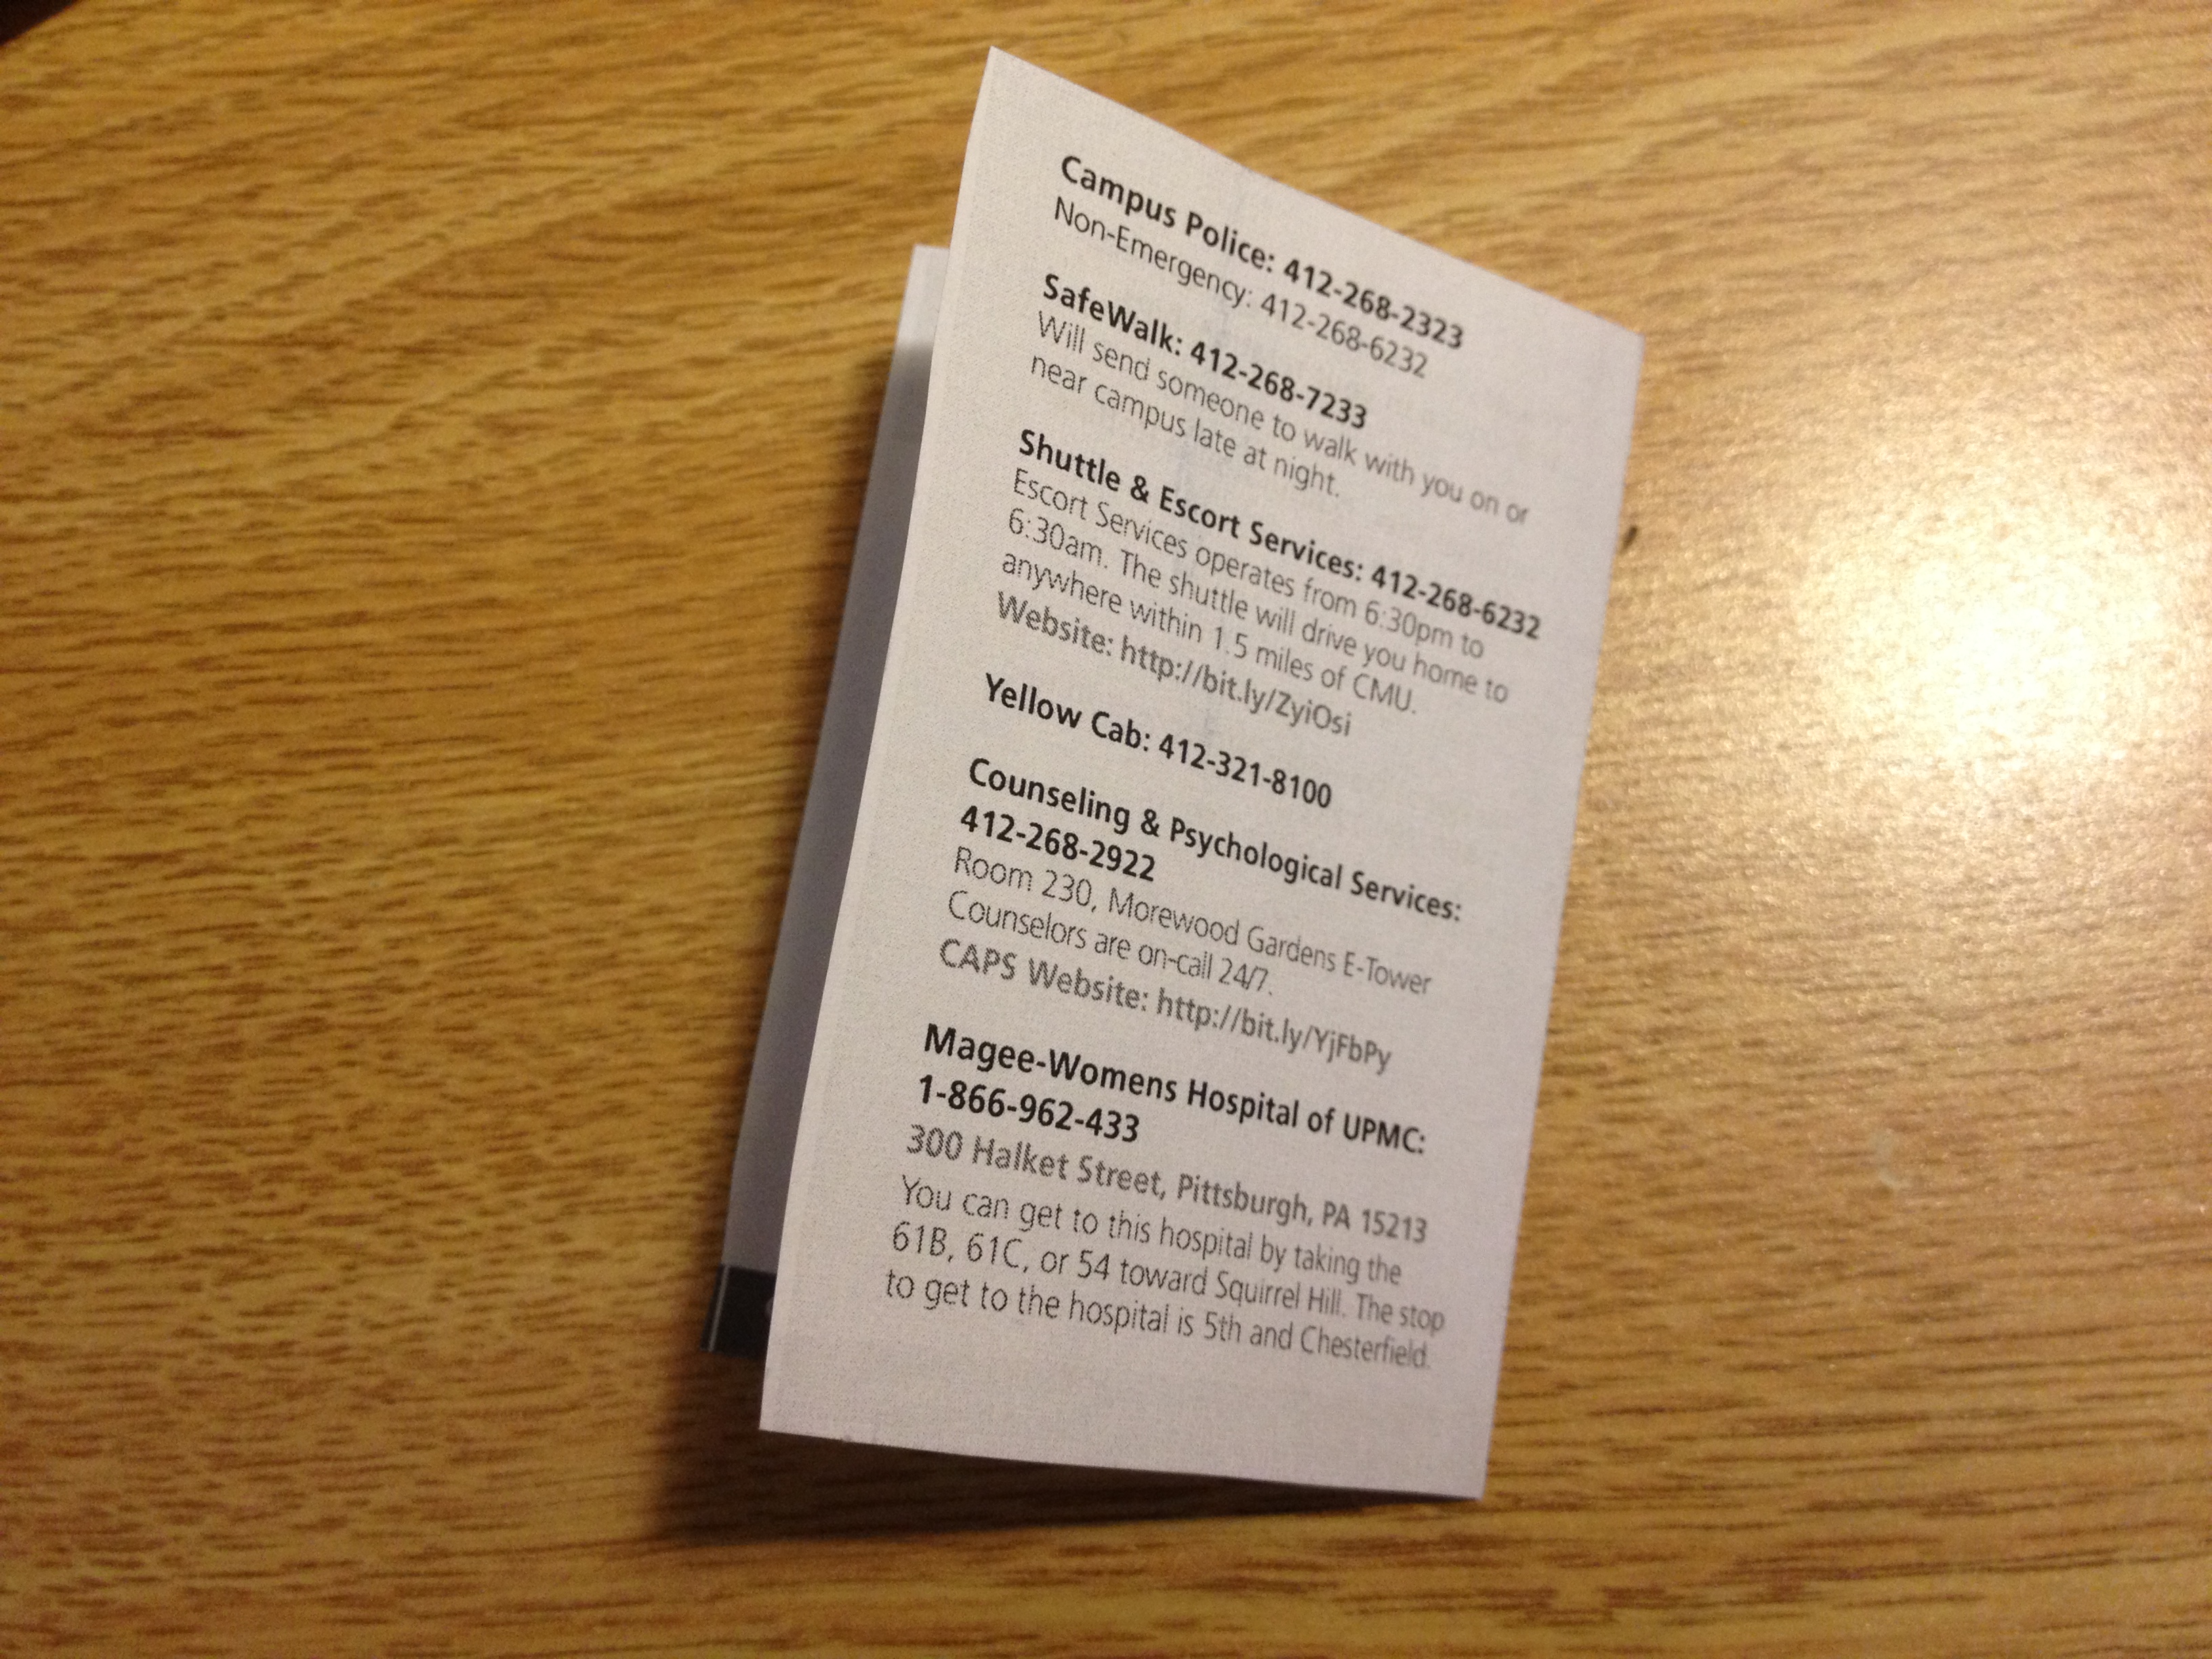 Campus Police: 412-268-2323
Non-Emergency: 412-268-6232
SafeWalk: 412-268-7233
Will send someone to walk with you on or
near campus late at night.
Shuttle & Escort Services: 412-268-6232
Escort Services operates from 6:30pm to
6:30am. The shuttle will drive you home to
anywhere within 1.5 miles of CMU.
Website: http://bit.ly/ZyiOsi
Yellow Cab: 412-321-8100
Counseling & Psychological Services:
412-268-2922
Room 230, Morewood Gardens E-Tower
Counselors are on-call 24/7.
CAPS Website: http://bit.ly/YjFbPy
Magee-Womens Hospital of UPMC:
1-866-962-433
300 Halket Street, Pittsburgh, PA 15213
You can get to this hospital by taking the
61B, 61C, or 54 toward Squirrel Hill. The stop
to get to the hospital is 5th and Chesterfield.